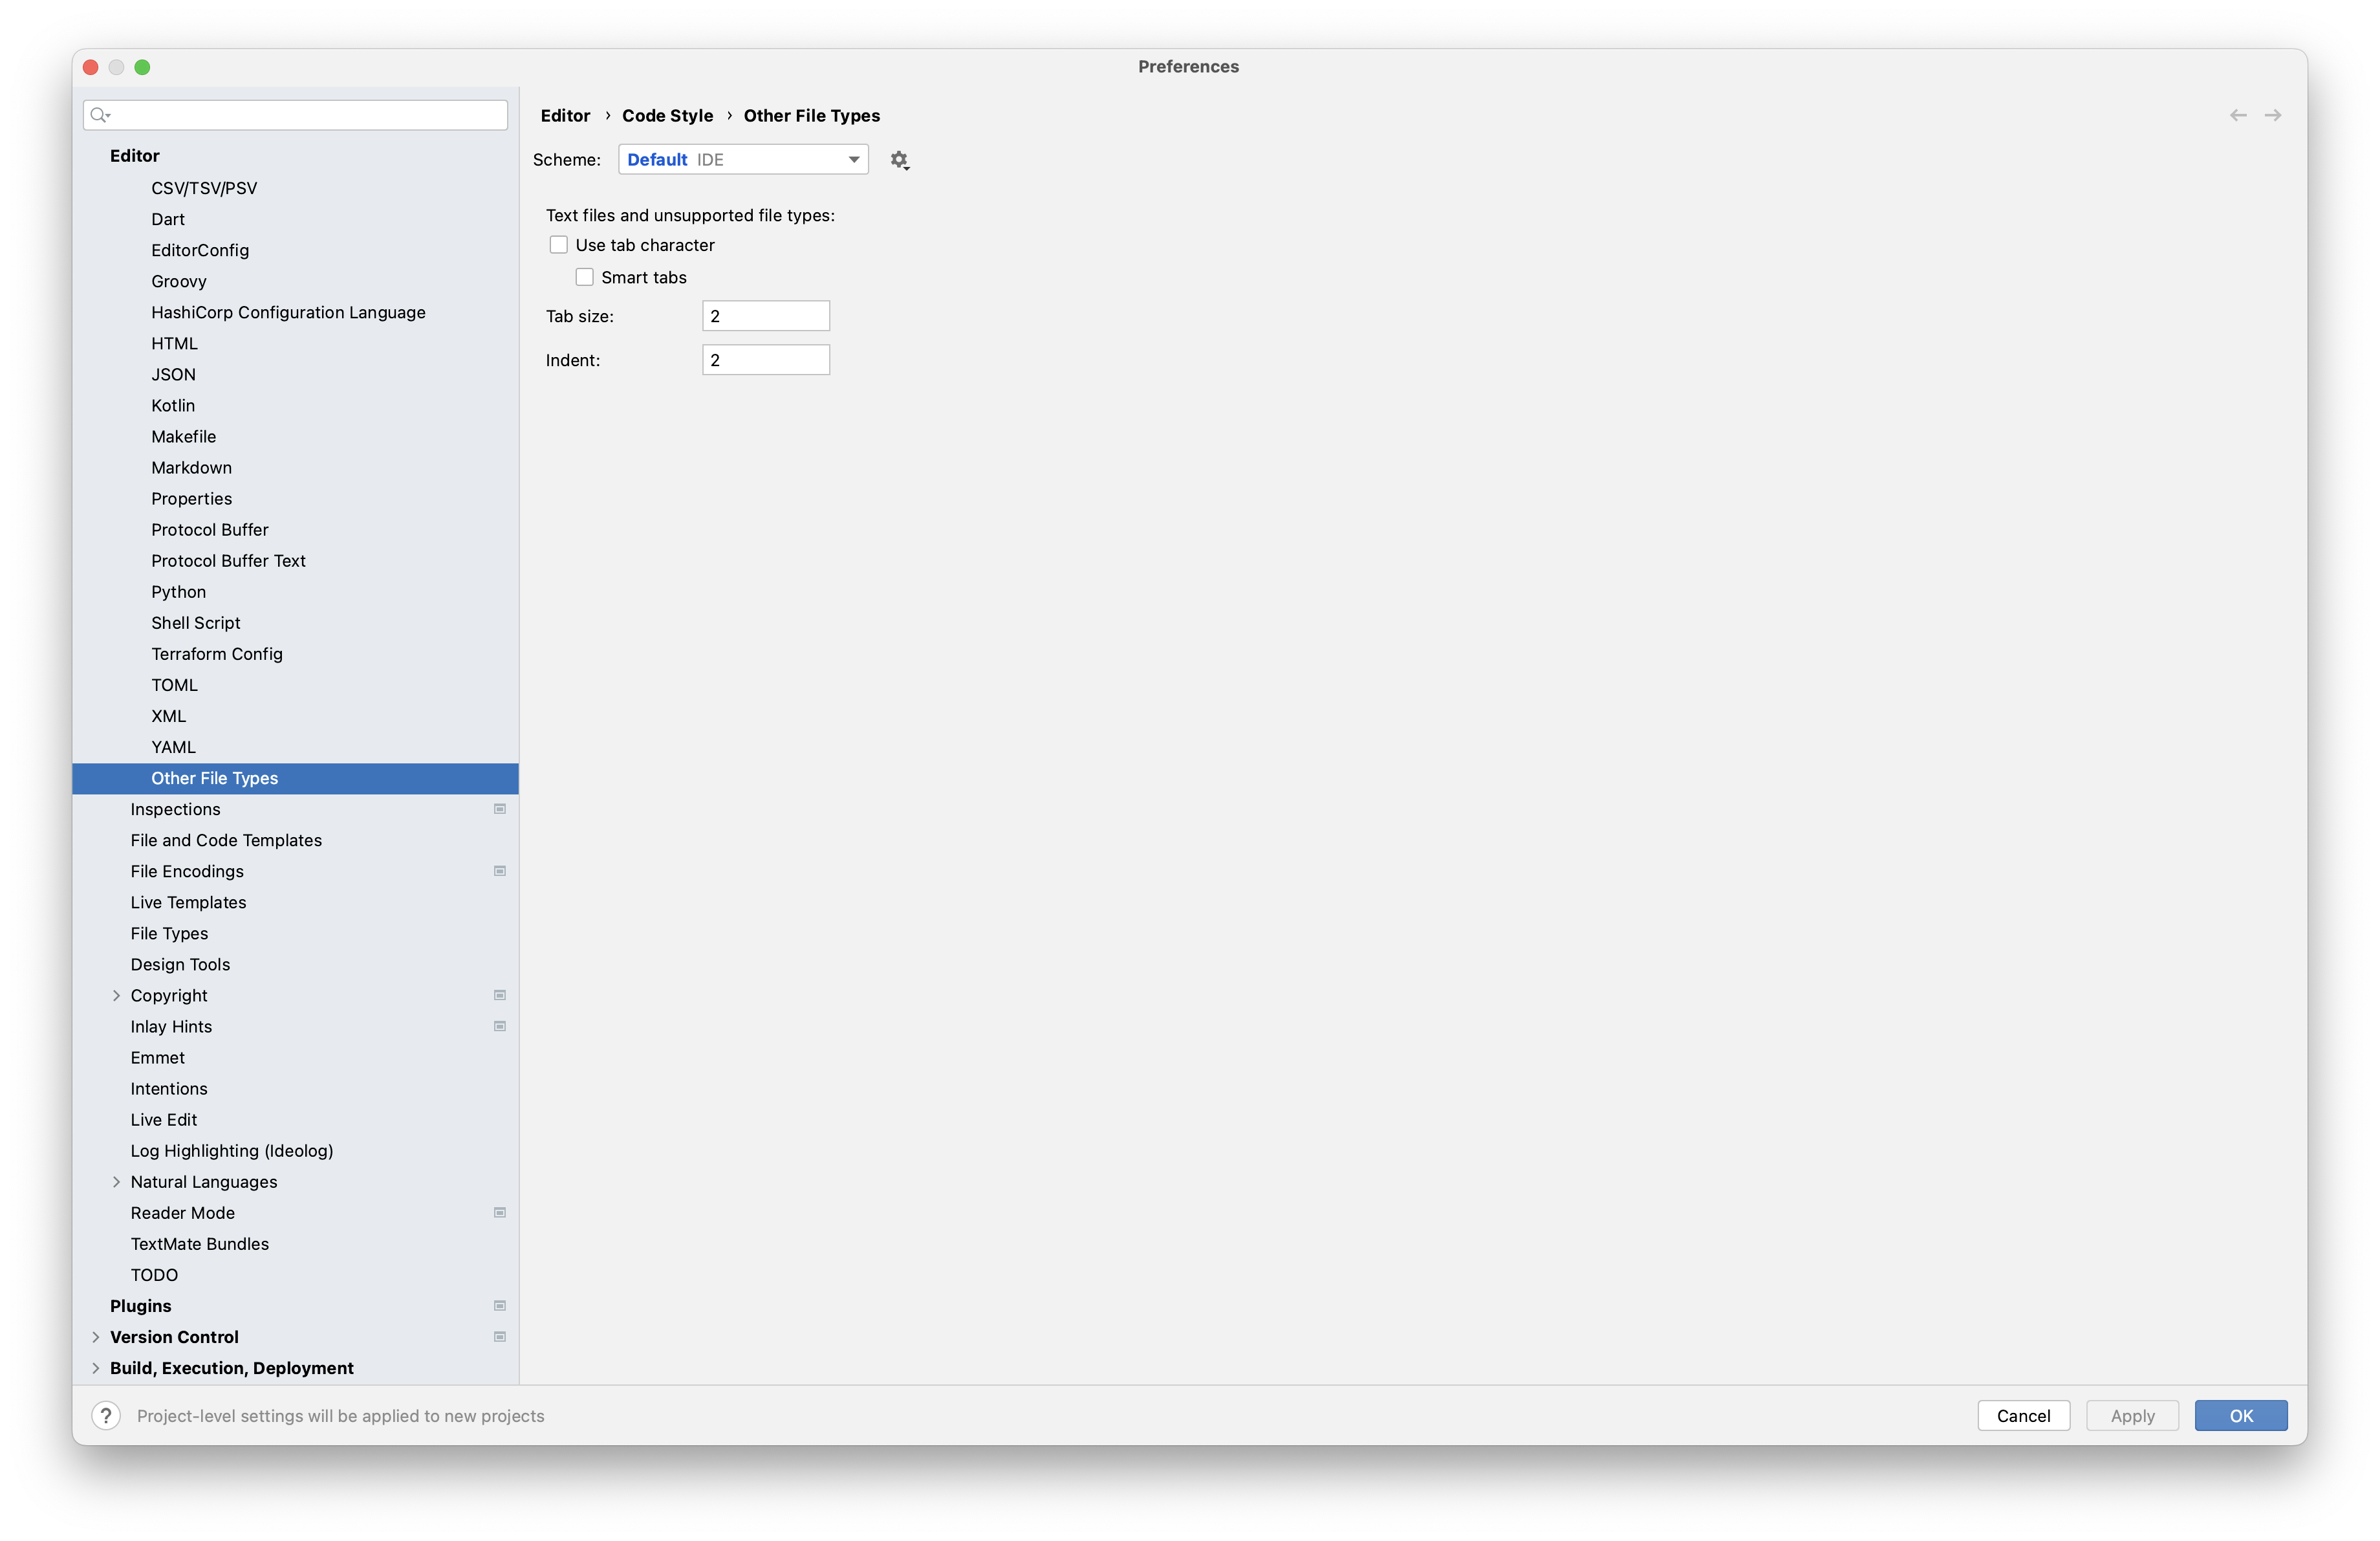 Preferences
Editor
CSV/TSV/PSV
Dart
EditorConfig
Groovy
HashiCorp Configuration Language
HTML
JSON
Kotlin
Makefile
Markdown
Properties
Protocol Buffer
Protocol Buffer Text
Python
Shell Script
Terraform Config
TOML
XML
YAML
Other File Types
Inspections
File and Code Templates
File Encodings
Live Templates
File Types
Design Tools
Copyright
Inlay Hints
Emmet
Intentions
Live Edit
Log Highlighting (Ideolog)
Natural Languages
Reader Mode
TextMate Bundles
TODO
Plugins
Version Control
Build, Execution, Deployment
Editor › Code Style › Other File Types
Scheme: Default IDE
Text files and unsupported file types:
Use tab character
Smart tabs
Tab size: 2
Indent: 2
? Project-level settings will be applied to new projects
Cancel Apply OK